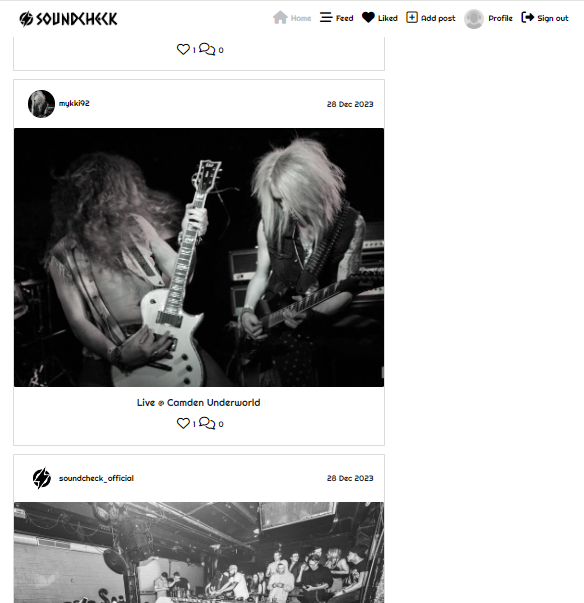 SOUNDCHECK
Home Feed Liked Add post Profile Sign out
1 0
mykki92 28 Dec 2023
Live @ Camden Underworld
1 0
soundcheck_official 28 Dec 2023